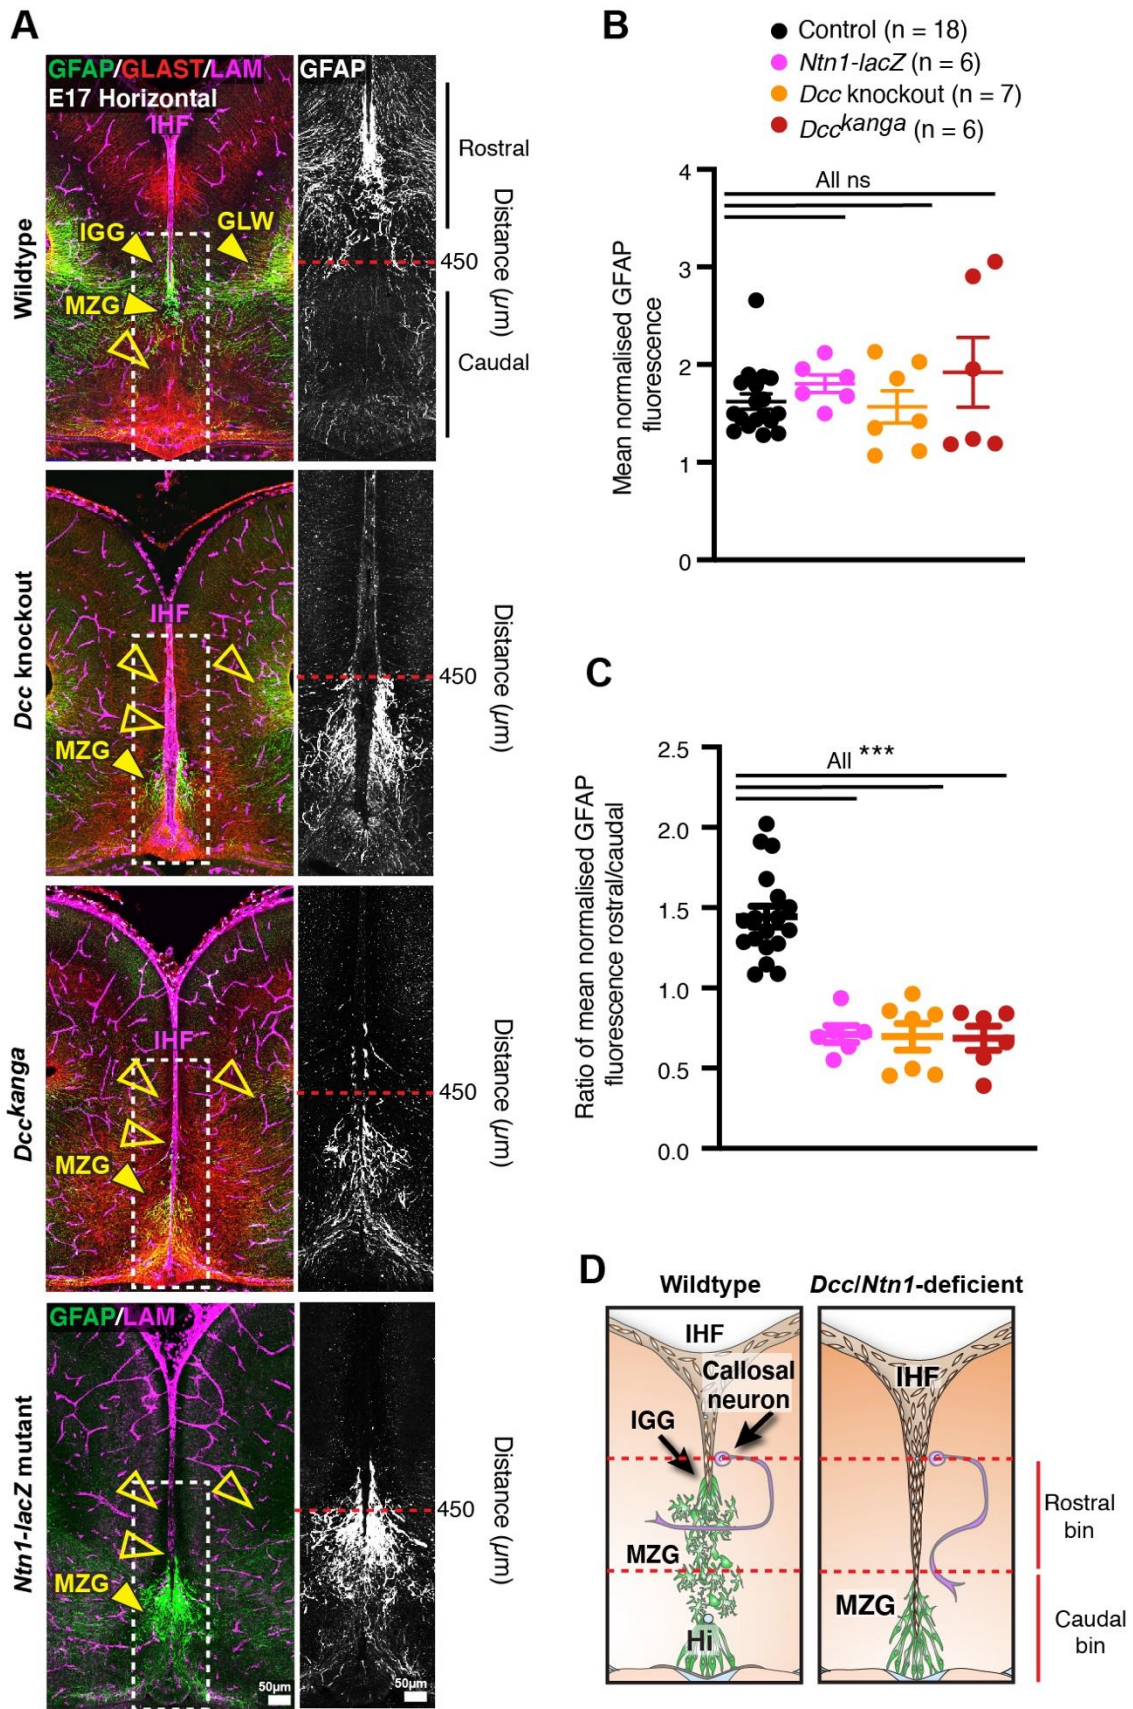 A
GFAP/GLAST/LAM
E17 Horizontal
IHF
IGG
GLW
MZG
Wildtype
GFAP
Rostral
450
Caudal
Distance (µm)
Dcc knockout
IHF
MZG
450
Distance (µm)
Dcckanga
IHF
MZG
450
Distance (µm)
Ntn1-lacZ mutant
GFAP/LAM
MZG
50µm
50µm
450
Distance (µm)
B
Control (n = 18)
Ntn1-lacZ (n = 6)
Dcc knockout (n = 7)
Dcckanga (n = 6)
All ns
Mean normalised GFAP
fluorescence
4
3
2
1
0
C
All ***
Ratio of mean normalised GFAP
fluorescence rostral/caudal
2.5
2.0
1.5
1.0
0.5
0.0
D
Wildtype
Dcc/Ntn1-deficient
IHF
Callosal
neuron
IGG
MZG
Hi
IHF
MZG
Rostral
bin
Caudal
bin